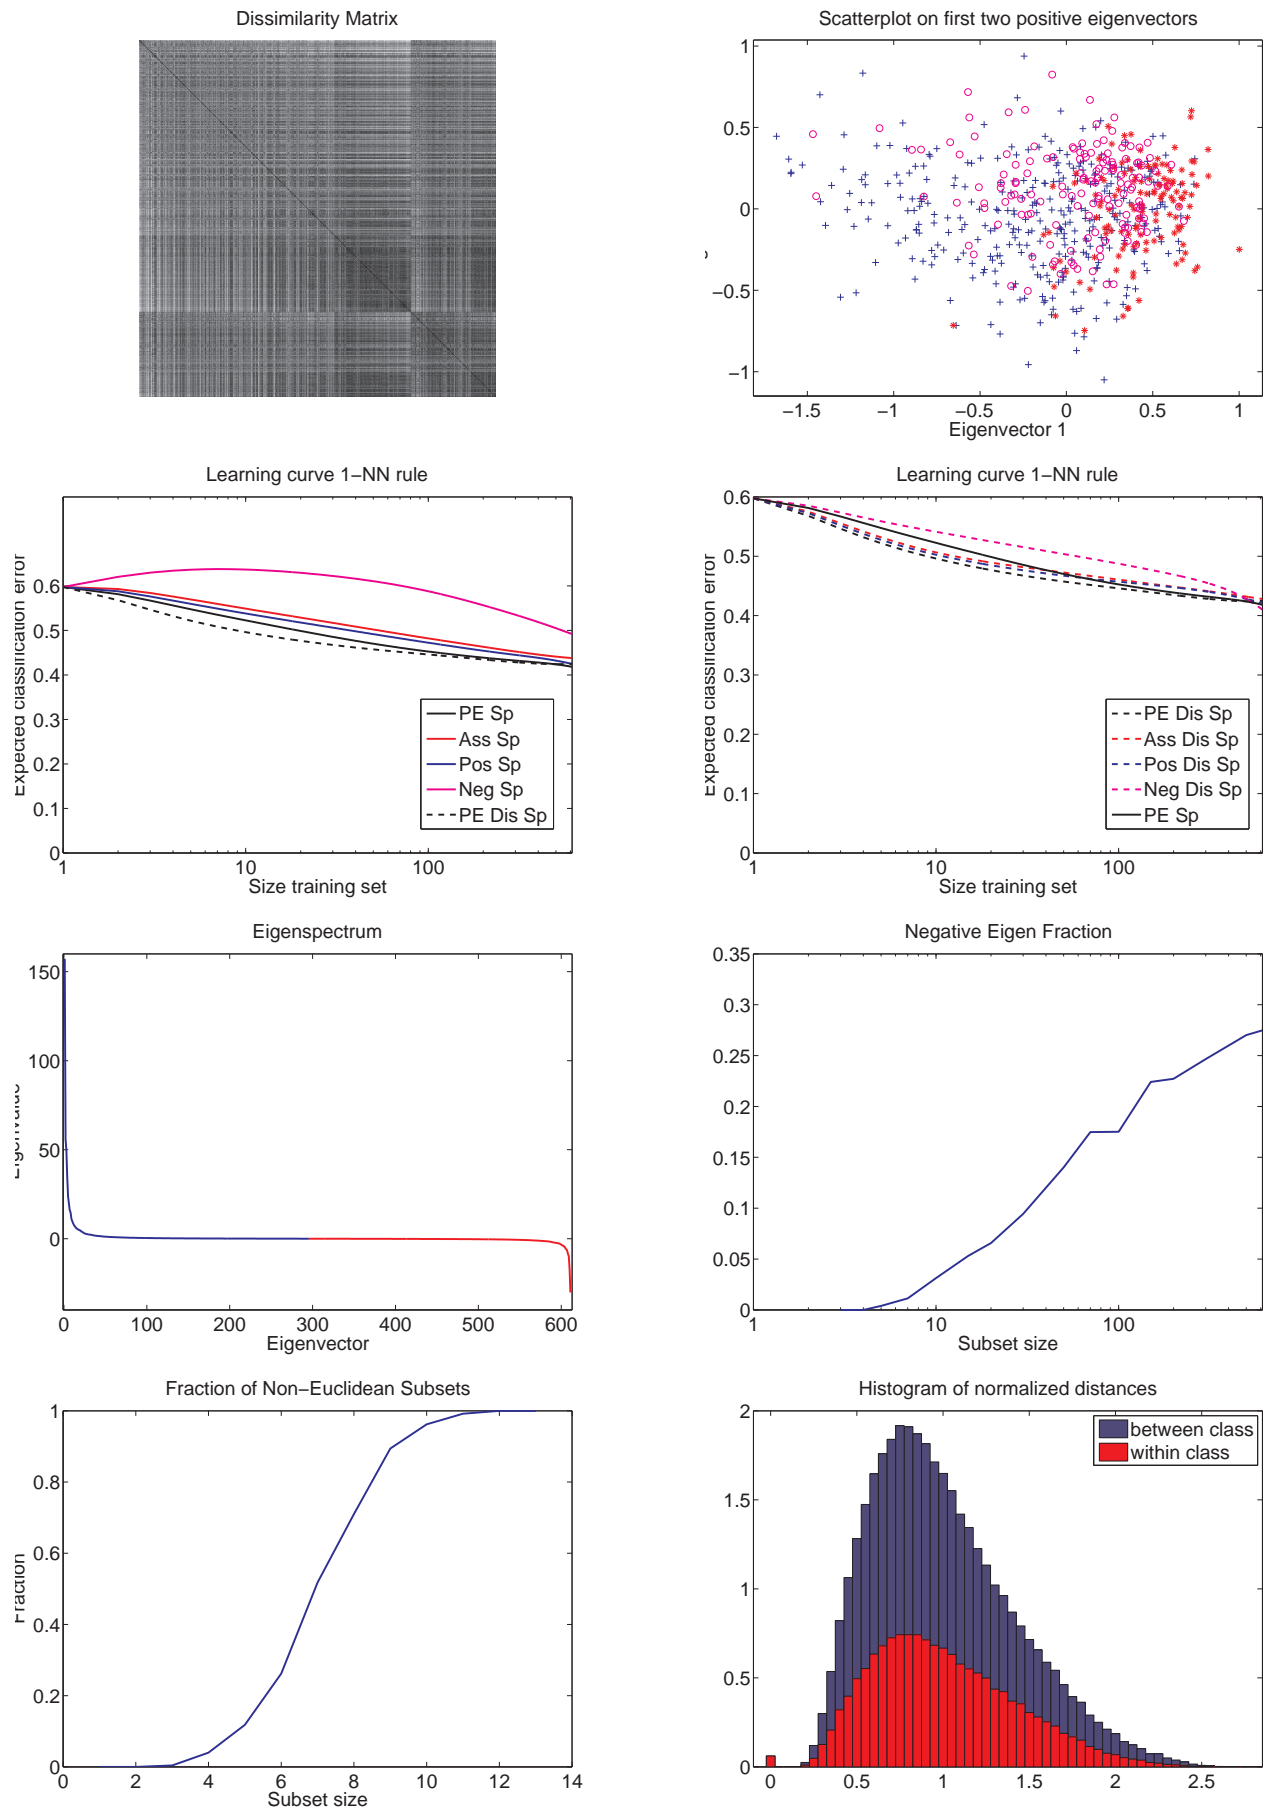 Dissimilarity Matrix
Scatterplot on first two positive eigenvectors
1
0.5
0
−0.5
−1
−1.5 −1 −0.5 0 0.5 1
Eigenvector 1
Learning curve 1−NN rule
Expected classification error
0.6
0.5
0.4
0.3
0.2
0.1
0
PE Sp
Ass Sp
Pos Sp
Neg Sp
PE Dis Sp
1 10 100
Size training set
Learning curve 1−NN rule
Expected classification error
0.6
0.5
0.4
0.3
0.2
0.1
0
PE Dis Sp
Ass Dis Sp
Pos Dis Sp
Neg Dis Sp
PE Sp
1 10 100
Size training set
Eigenspectrum
Eigenvalue
150
100
50
0
0 100 200 300 400 500 600
Eigenvector
Negative Eigen Fraction
0.35
0.3
0.25
0.2
0.15
0.1
0.05
0
1 10 100
Subset size
Fraction of Non−Euclidean Subsets
Fraction
1
0.8
0.6
0.4
0.2
0
0 2 4 6 8 10 12 14
Subset size
Histogram of normalized distances
2
1.5
1
0.5
0
between class
within class
0 0.5 1 1.5 2 2.5